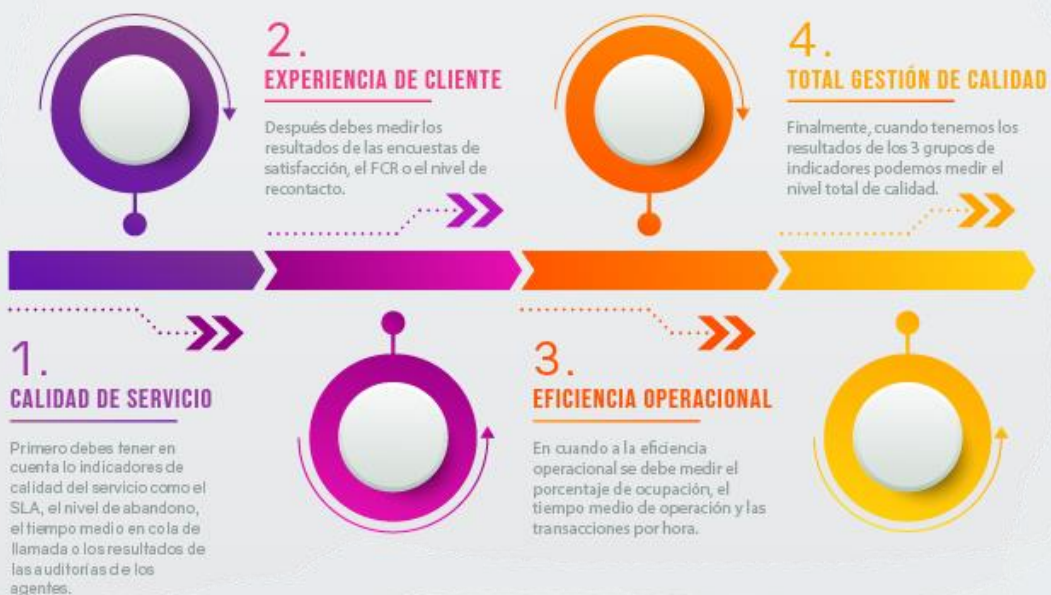 1.
CALIDAD DE SERVICIO
Primero debes tener en
cuenta lo indicadores de
calidad del servicio como el
SLA, el nivel de abandono,
el tiempo medio en cola de
llamada o los resultados de
las auditorías de los
agentes.
2.
EXPERIENCIA DE CLIENTE
Después debes medir los
resultados de las encuestas de
satisfacción, el FCR o el nivel de
recontacto.
3.
EFICIENCIA OPERACIONAL
En cuando a la eficiencia
operacional se debe medir el
porcentaje de ocupación, el
tiempo medio de operación y las
transacciones por hora.
4.
TOTAL GESTIÓN DE CALIDAD
Finalmente, cuando tenemos los
resultados de los 3 grupos de
indicadores podemos medir el
nivel total de calidad.